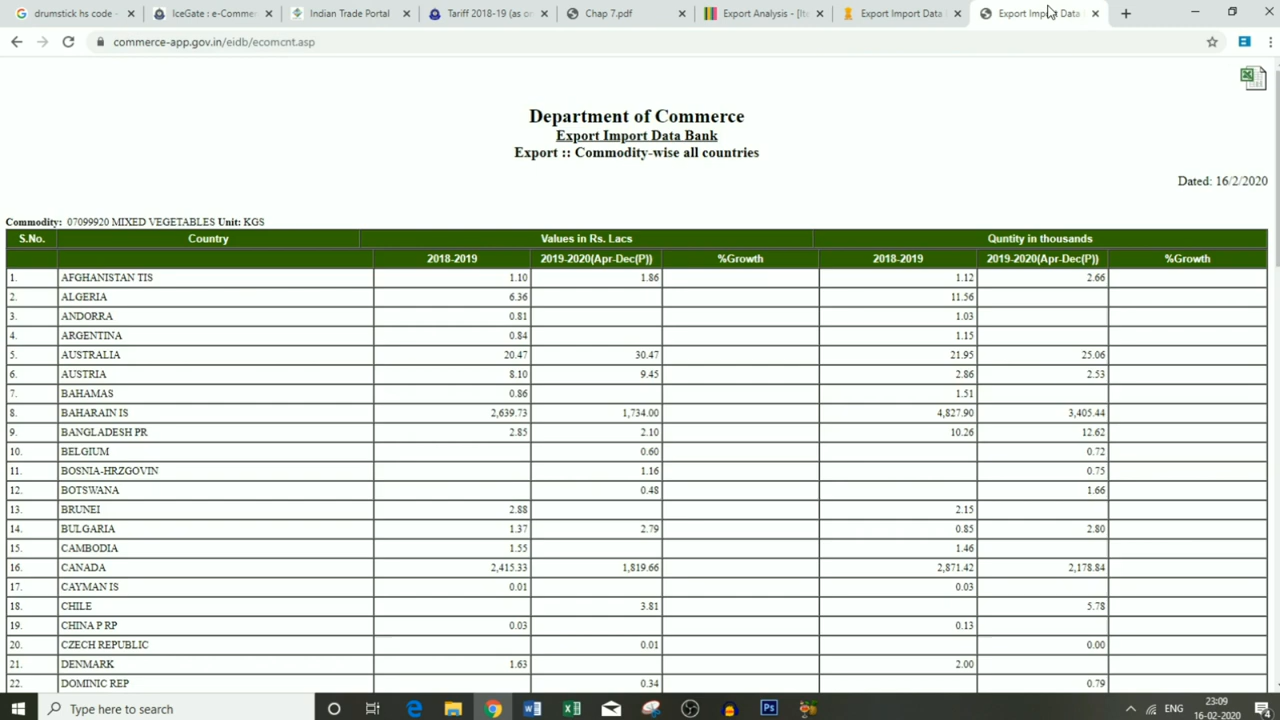 drumstick hs code -
IceGate : e-Commer
Indian Trade Portal
Tariff 2018-19 (as o
Chap 7.pdf
Export Analysis - [Ite
Export Import Data
Export Import Data
commerce-app.gov.in/eidb/ecomcnt.asp
Department of Commerce
Export Import Data Bank
Export :: Commodity-wise all countries
Dated: 16/2/2020
Commodity: 07099920 MIXED VEGETABLES Unit: KGS
S.No. Country Values in Rs. Lacs Quntity in thousands
2018-2019 2019-2020(Apr-Dec(P)) %Growth 2018-2019 2019-2020(Apr-Dec(P)) %Growth
1. AFGHANISTAN TIS 1.10 1.86 1.12 2.66
2. ALGERIA 6.36 11.56
3. ANDORRA 0.81 1.03
4. ARGENTINA 0.84 1.15
5. AUSTRALIA 20.47 30.47 21.95 25.06
6. AUSTRIA 8.10 9.45 2.86 2.53
7. BAHAMAS 0.86 1.51
8. BAHARAIN IS 2,639.73 1,734.00 4,827.90 3,405.44
9. BANGLADESH PR 2.85 2.10 10.26 12.62
10. BELGIUM 0.60 0.72
11. BOSNIA-HRZGOVIN 1.16 0.75
12. BOTSWANA 0.48 1.66
13. BRUNEI 2.88 2.15
14. BULGARIA 1.37 2.79 0.85 2.80
15. CAMBODIA 1.55 1.46
16. CANADA 2,415.33 1,819.66 2,871.42 2,178.84
17. CAYMAN IS 0.01 0.03
18. CHILE 3.81 5.78
19. CHINA P RP 0.03 0.13
20. CZECH REPUBLIC 0.01 0.00
21. DENMARK 1.63 2.00
22. DOMINIC REP 0.34 0.79
Type here to search
ENG
23:09
16-02-2020
4